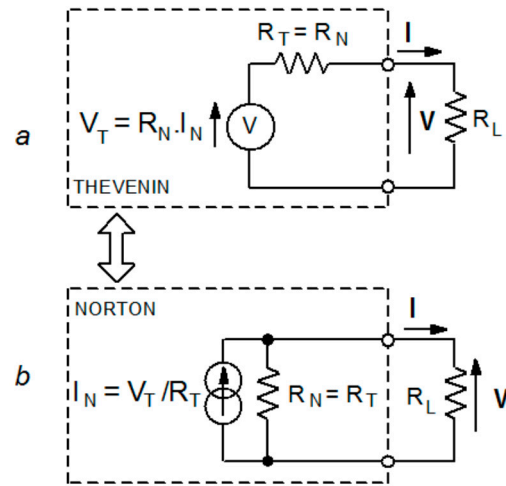 R_T = R_N
I
a
V_T = R_N.I_N
V
V
R_L
THEVENIN
NORTON
I
b
I_N = V_T /R_T
R_N = R_T
R_L
V